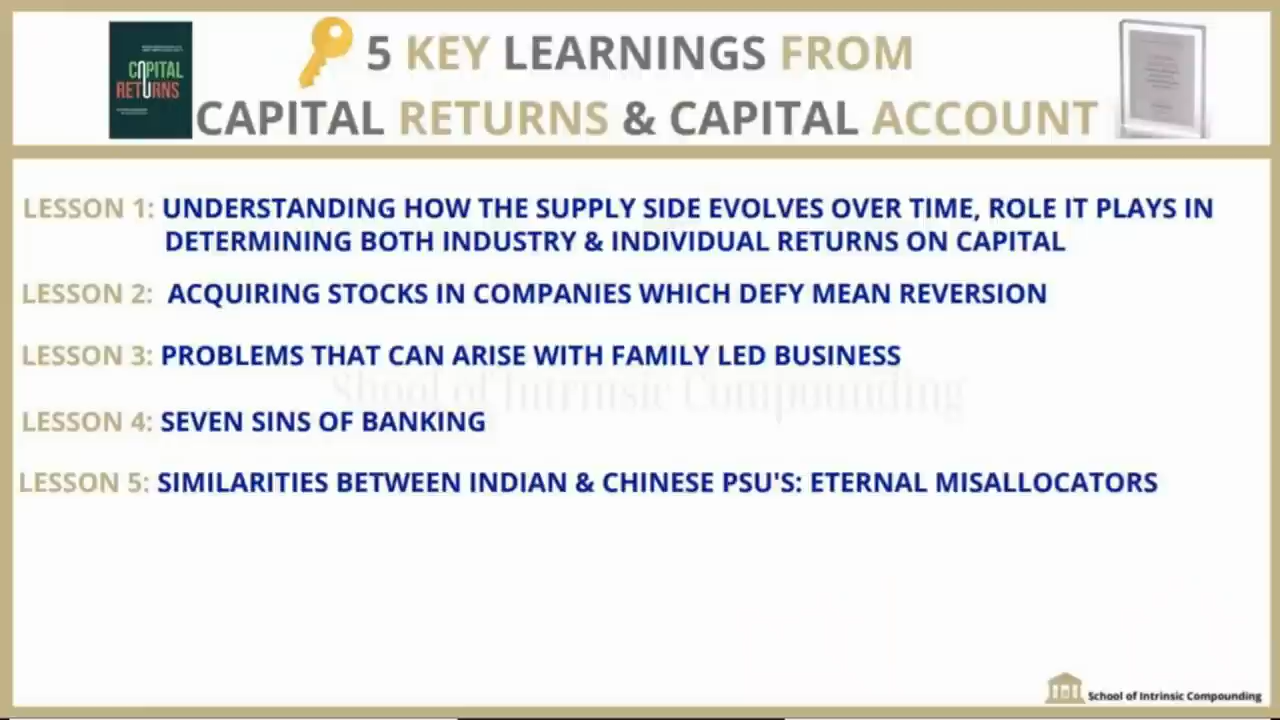 5 KEY LEARNINGS FROM
CAPITAL RETURNS & CAPITAL ACCOUNT
CAPITAL
RETURNS
LESSON 1: UNDERSTANDING HOW THE SUPPLY SIDE EVOLVES OVER TIME, ROLE IT PLAYS IN
DETERMINING BOTH INDUSTRY & INDIVIDUAL RETURNS ON CAPITAL
LESSON 2: ACQUIRING STOCKS IN COMPANIES WHICH DEFY MEAN REVERSION
LESSON 3: PROBLEMS THAT CAN ARISE WITH FAMILY LED BUSINESS
Shool of Intrinsic Compounding
LESSON 4: SEVEN SINS OF BANKING
LESSON 5: SIMILARITIES BETWEEN INDIAN & CHINESE PSU'S: ETERNAL MISALLOCATORS
School of Intrinsic Compounding